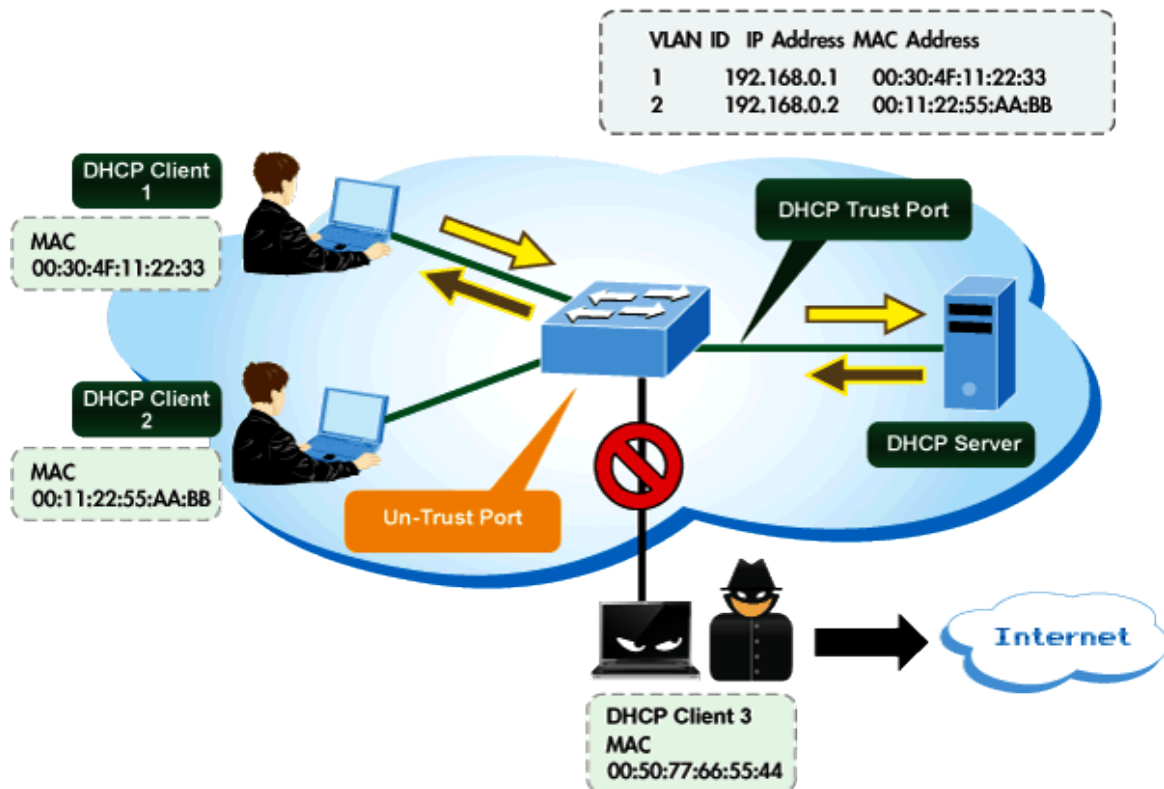 VLAN ID IP Address MAC Address
1 192.168.0.1 00:30:4F:11:22:33
2 192.168.0.2 00:11:22:55:AA:BB
DHCP Client
1
MAC
00:30:4F:11:22:33
DHCP Trust Port
DHCP Client
2
MAC
00:11:22:55:AA:BB
DHCP Server
Un-Trust Port
Internet
DHCP Client 3
MAC
00:50:77:66:55:44